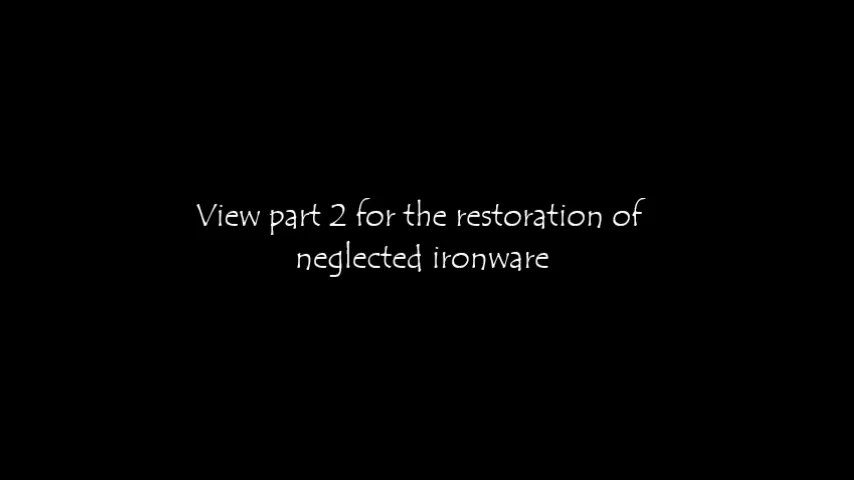 View part 2 for the restoration of
neglected ironware